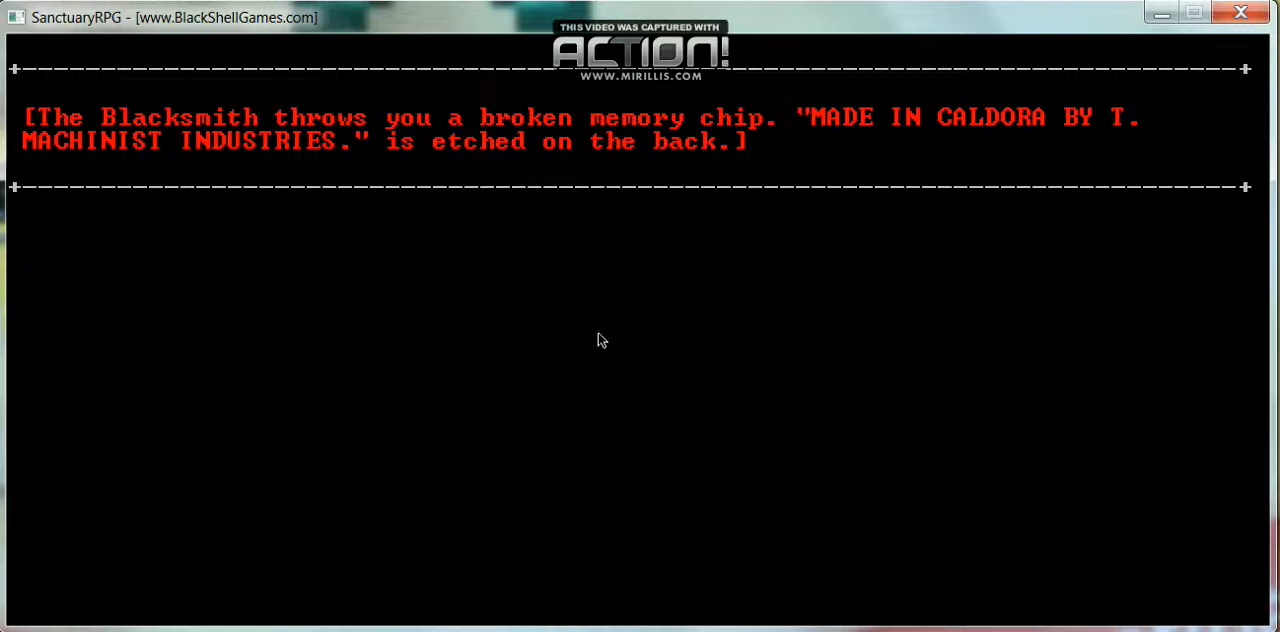 SanctuaryRPG - [www.BlackShellGames.com]
THIS VIDEO WAS CAPTURED WITH
ACTION!
WWW.MIRILLIS.COM
[The Blacksmith throws you a broken memory chip. "MADE IN CALDORA BY T.
MACHINIST INDUSTRIES." is etched on the back.]